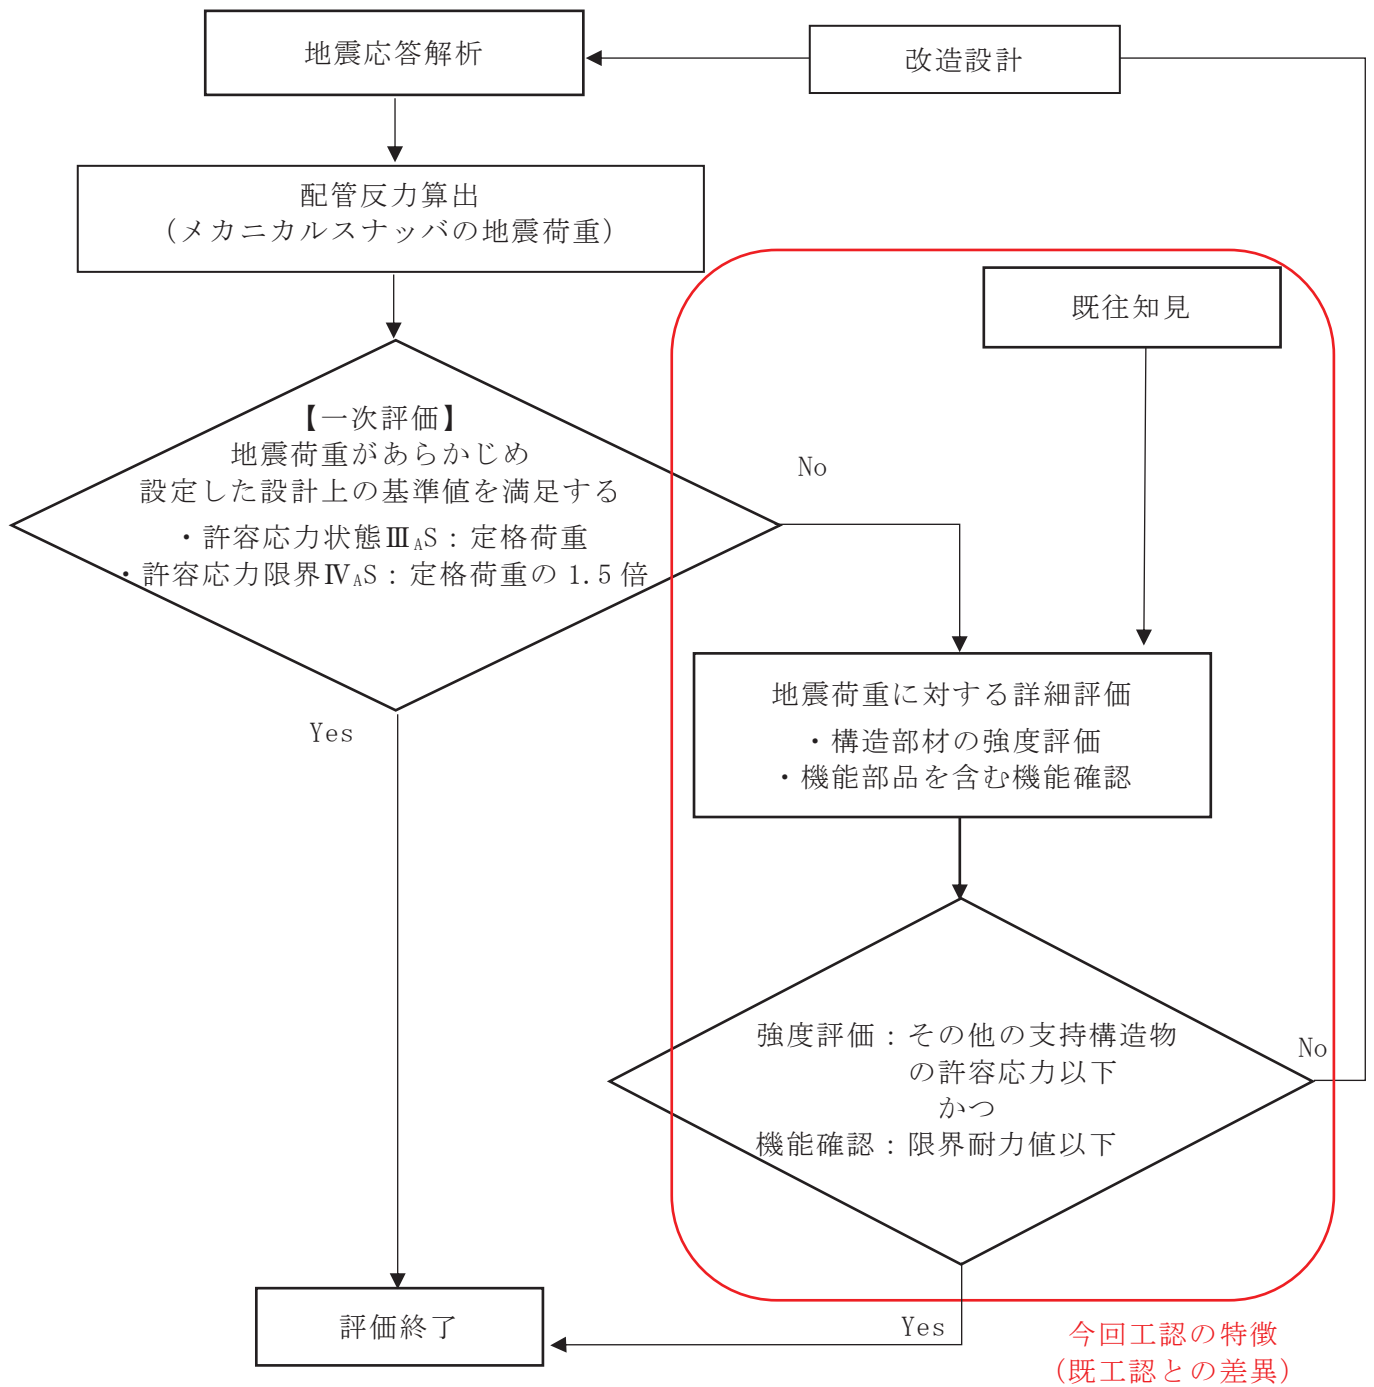 地震応答解析
改造設計
配管反力算出
(メカニカルスナッバの地震荷重)
既往知見
【一次評価】
地震荷重があらかじめ
設定した設計上の基準値を満足する
・許容応力状態ⅢAS：定格荷重
・許容応力限界ⅣAS：定格荷重の1.5倍
No
Yes
地震荷重に対する詳細評価
・構造部材の強度評価
・機能部品を含む機能確認
強度評価：その他の支持構造物
の許容応力以下
かつ
機能確認：限界耐力値以下
No
Yes
評価終了
今回工認の特徴
(既工認との差異)